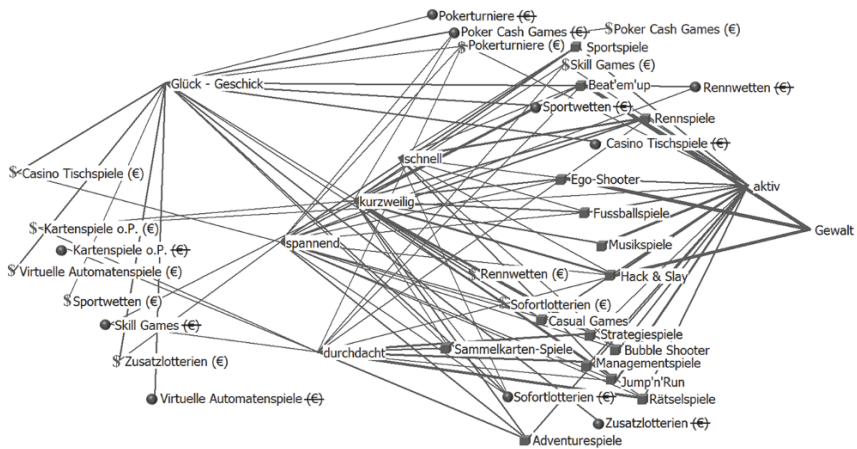 Pokerturniere (€)
Poker Cash Games (€)
$Poker Cash Games (€)
$Pokerturniere (€)
Sportspiele
$Skill Games (€)
Glück - Geschick
Beat'em'up
Rennwetten (€)
Sportwetten (€)
Rennspiele
Casino Tischspiele (€)
schnell
$Casino Tischspiele (€)
Ego-Shooter
aktiv
kurzweilig
Fussballspiele
$Kartenspiele o.P. (€)
Gewalt
spannend
Musikspiele
Kartenspiele o.P. (€)
$Virtuelle Automatenspiele (€)
$Rennwetten (€)
Hack & Slay
$Sportwetten (€)
$Sofortlotterien (€)
Skill Games (€)
Casual Games
Strategiespiele
durchdacht
Sammelkarten-Spiele
Bubble Shooter
$Zusatzlotterien (€)
Managementspiele
Jump'n'Run
Virtuelle Automatenspiele (€)
Sofortlotterien (€)
Rätselspiele
Zusatzlotterien (€)
Adventurespiele